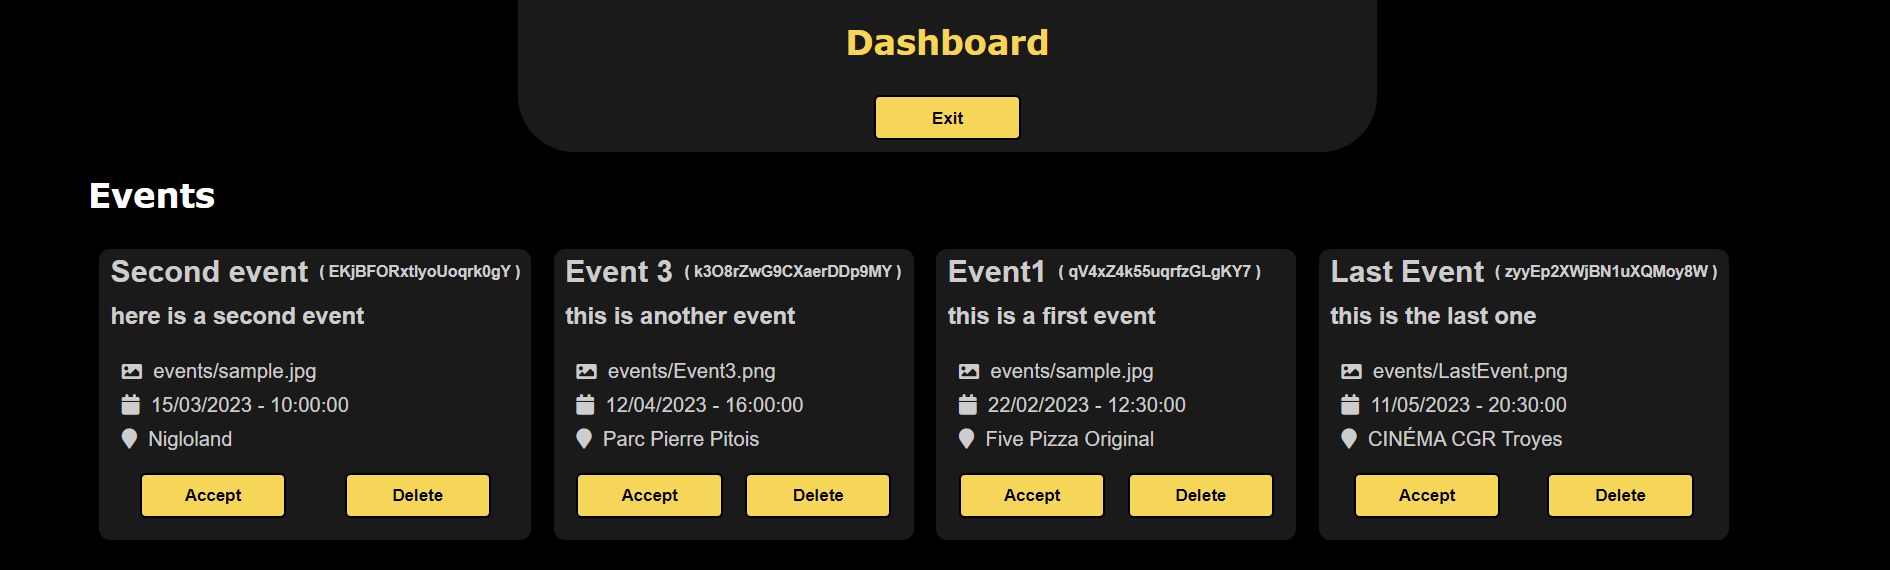 Dashboard
Exit
Events
Second event ( EKjBFORxtlyoUoqrk0gY )
here is a second event
events/sample.jpg
15/03/2023 - 10:00:00
Nigloland
Accept Delete
Event 3 ( k3O8rZwG9CXaerDDp9MY )
this is another event
events/Event3.png
12/04/2023 - 16:00:00
Parc Pierre Pitois
Accept Delete
Event1 ( qV4xZ4k55uqrfzGLgKY7 )
this is a first event
events/sample.jpg
22/02/2023 - 12:30:00
Five Pizza Original
Accept Delete
Last Event ( zyyEp2XWjBN1uXQMoy8W )
this is the last one
events/LastEvent.png
11/05/2023 - 20:30:00
CINÉMA CGR Troyes
Accept Delete